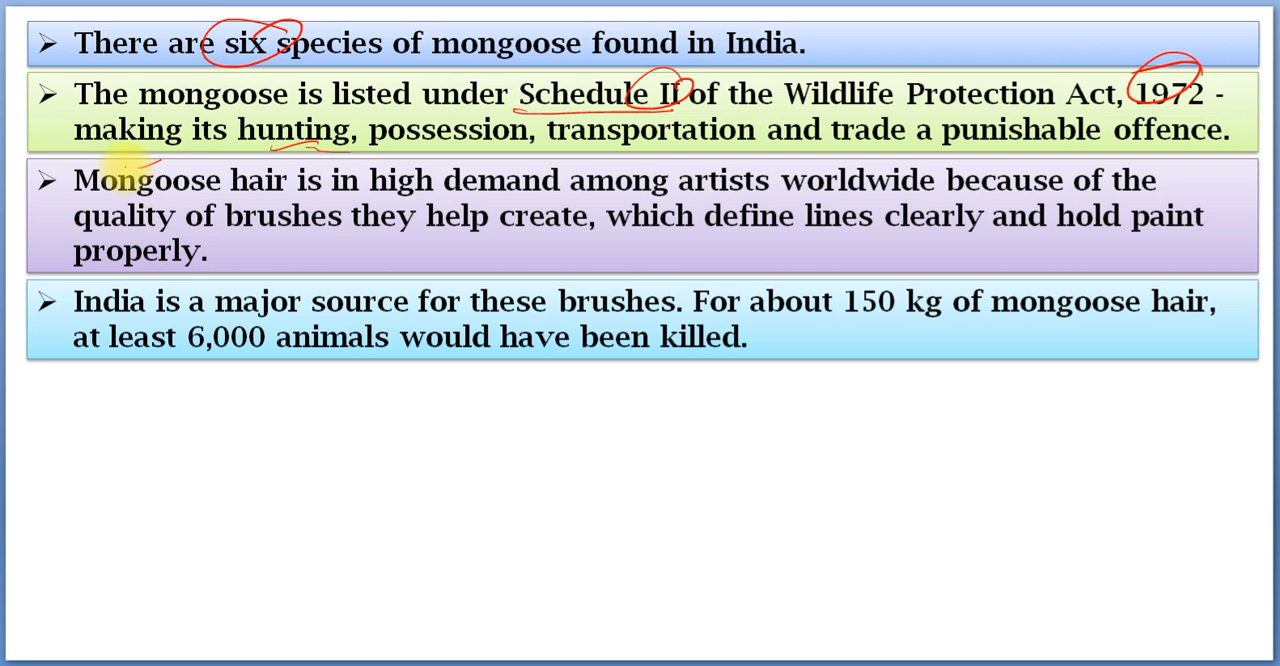 ➢ There are six species of mongoose found in India.
➢ The mongoose is listed under Schedule II of the Wildlife Protection Act, 1972 -
making its hunting, possession, transportation and trade a punishable offence.
➢ Mongoose hair is in high demand among artists worldwide because of the
quality of brushes they help create, which define lines clearly and hold paint
properly.
➢ India is a major source for these brushes. For about 150 kg of mongoose hair,
at least 6,000 animals would have been killed.